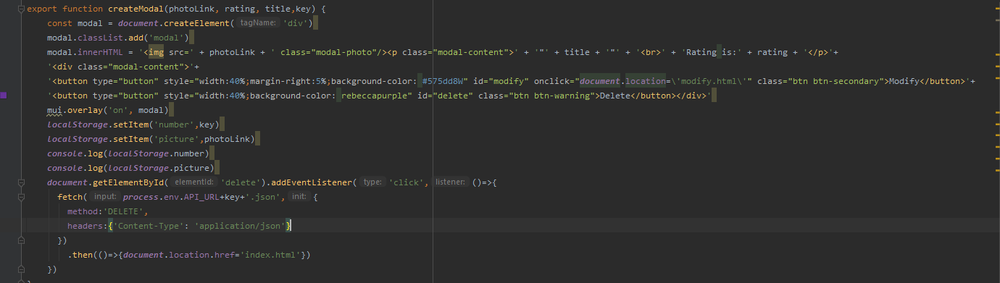 export function createModal(photoLink, rating, title,key) {
const modal = document.createElement( tagName: 'div')
modal.classList.add('modal')
modal.innerHTML = '<img src=' + photoLink + ' class="modal-photo"/><p class="modal-content">' + '"' + title + '"' + '<br>' + 'Rating is:' + rating + '</p>'+
'<div class="modal-content">'+
'<button type="button" style="width:40%;margin-right:5%;background-color: #575dd8W" id="modify" onclick="document.location=\'modify.html\'" class="btn btn-secondary">Modify</button>'+
'<button type="button" style="width:40%;background-color: rebeccapurple" id="delete" class="btn btn-warning">Delete</button></div>'
mui.overlay('on', modal)
localStorage.setItem('number',key)
localStorage.setItem('picture',photoLink)
console.log(localStorage.number)
console.log(localStorage.picture)
document.getElementById( elementId: 'delete').addEventListener( type: 'click', listener: ()=>{
fetch( input: process.env.API_URL+key+'.json', init: {
method:'DELETE',
headers:{'Content-Type': 'application/json'}
})
.then(()=>{document.location.href='index.html'})
})